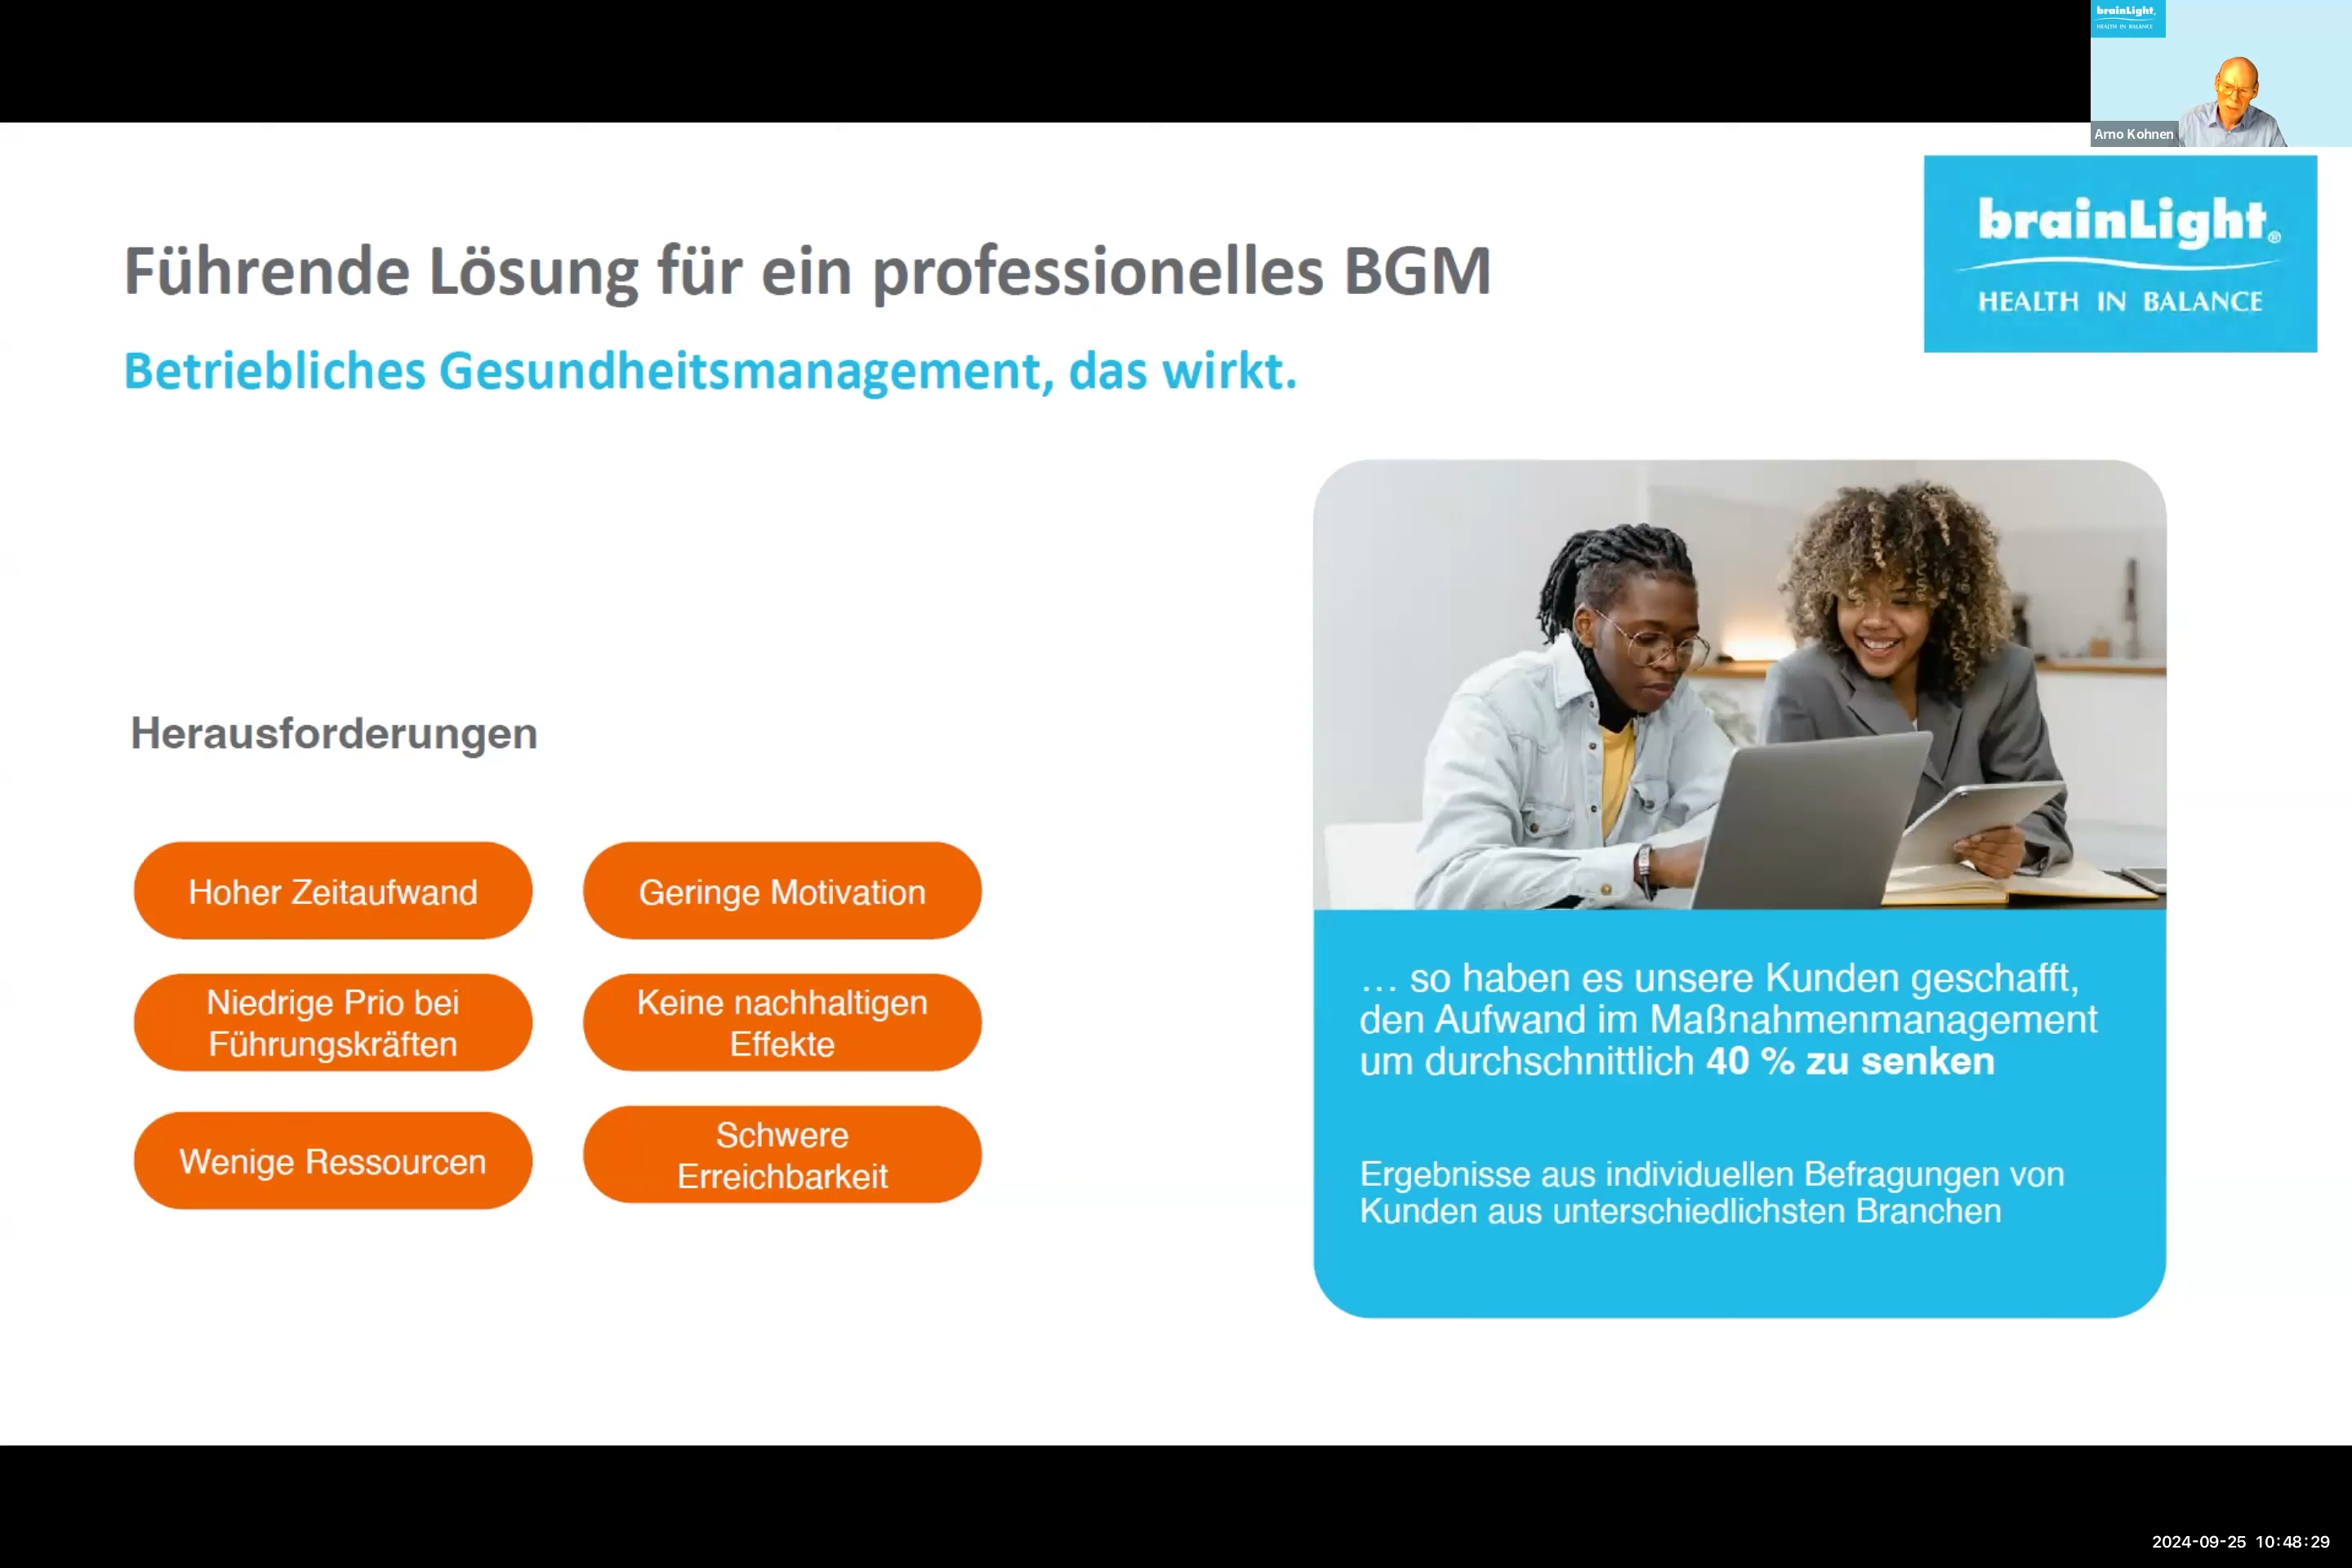 brainLight.
HEALTH IN BALANCE
Arno Kohnen
brainLight®
HEALTH IN BALANCE
Führende Lösung für ein professionelles BGM
Betriebliches Gesundheitsmanagement, das wirkt.
Herausforderungen
Hoher Zeitaufwand
Geringe Motivation
Niedrige Prio bei
Führungskräften
Keine nachhaltigen
Effekte
Wenige Ressourcen
Schwere
Erreichbarkeit
… so haben es unsere Kunden geschafft,
den Aufwand im Maßnahmenmanagement
um durchschnittlich 40 % zu senken
Ergebnisse aus individuellen Befragungen von
Kunden aus unterschiedlichsten Branchen
2024-09-25 10:48:29